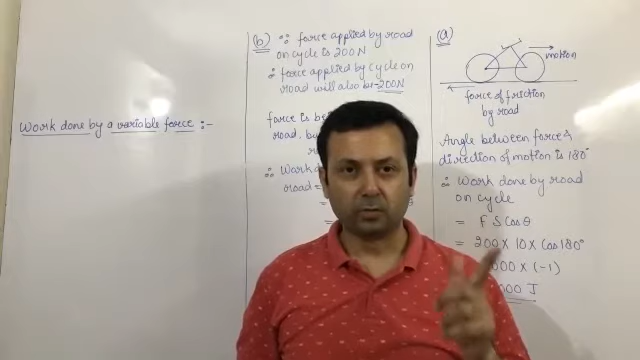 Work done by a variable force :-
(b) ∵ force applied by road
on cycle is 200N
∴ force applied by cycle on
road will also be -200N
force is be
road. by
∴ Work d
road =
=
=
(a)
motion
force of friction
by road
Angle between force &
direction of motion is 180°
∴ Work done by road
on cycle
= F S Cos θ
= 200 × 10 × Cos 180°
000 × (-1)
000 J